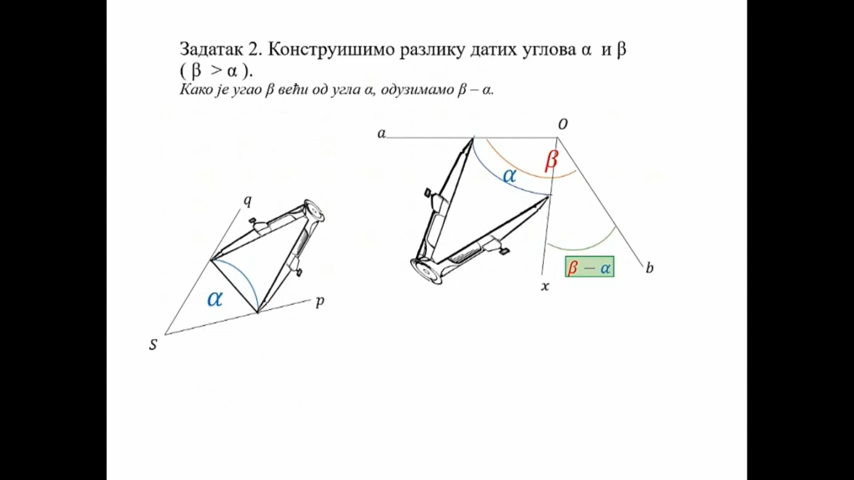 Задатак 2. Конструишимо разлику датих углова α и β
( β > α ).
Како је угао β већи од угла α, одузимамо β – α.
a
O
β
α
q
α
p
S
β − α
b
x